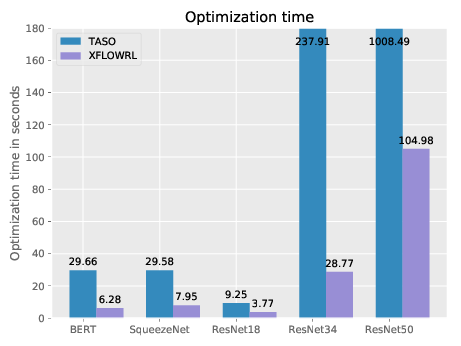 Optimization time
180
160
140
120
100
80
60
40
20
0
Optimization time in seconds
TASO
XFLOWRL
29.66
6.28
29.58
7.95
9.25
3.77
237.91
28.77
1008.49
104.98
BERT
SqueezeNet
ResNet18
ResNet34
ResNet50